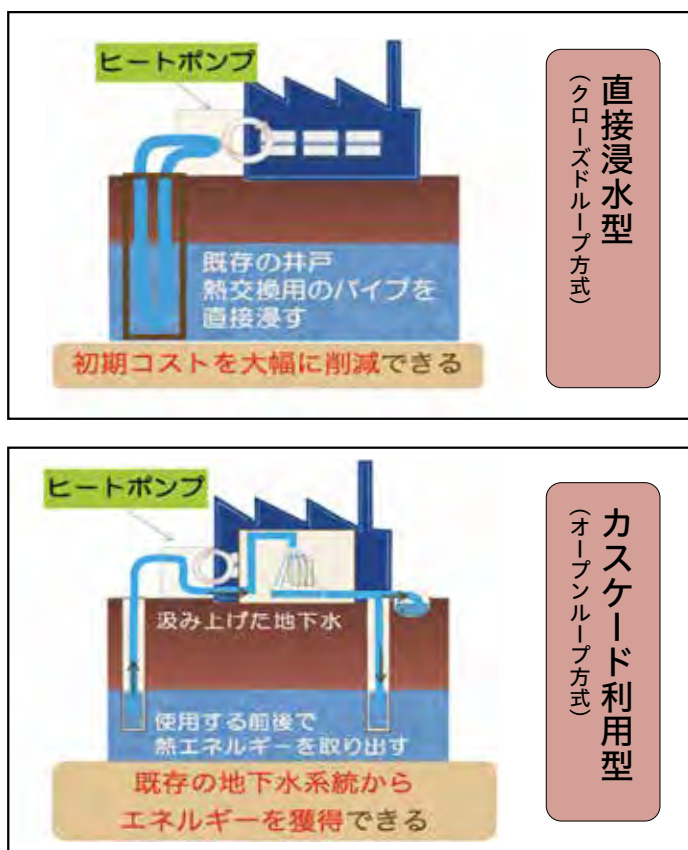 ヒートポンプ
既存の井戸
熱交換用のパイプを
直接浸す
初期コストを大幅に削減できる
直接浸水型
（クローズドループ方式）
ヒートポンプ
汲み上げた地下水
使用する前後で
熱エネルギーを取り出す
既存の地下水系統から
エネルギーを獲得できる
カスケード利用型
（オープンループ方式）